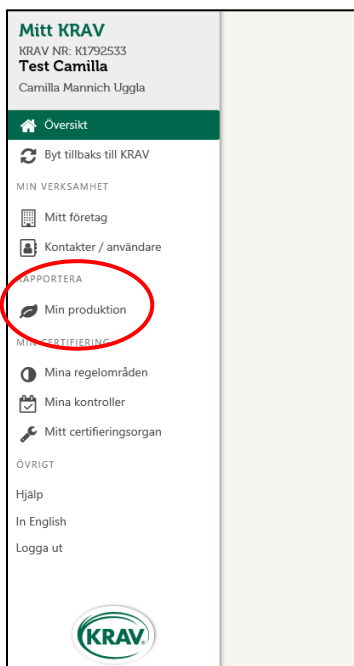 Mitt KRAV
KRAV NR: K1792533
Test Camilla
Camilla Mannich Uggla
Översikt
Byt tillbaks till KRAV
MIN VERKSAMHET
Mitt företag
Kontakter / användare
RAPPORTERA
Min produktion
MIN CERTIFIERING
Mina regelområden
Mina kontroller
Mitt certifieringsorgan
ÖVRIGT
Hjälp
In English
Logga ut
KRAV